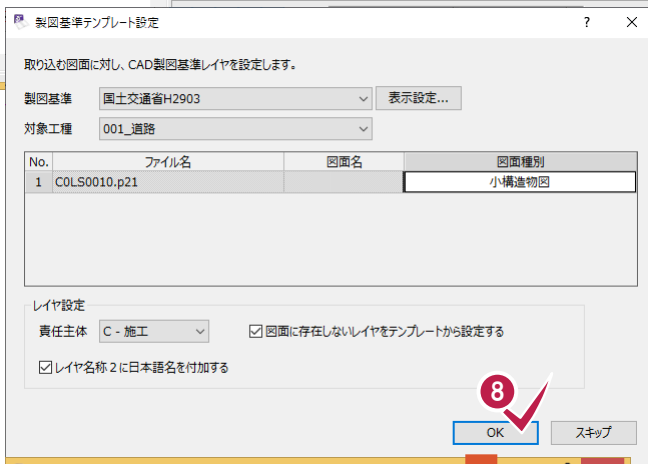 製図基準テンプレート設定
取り込む図面に対し、CAD製図基準レイヤを設定します。
製図基準 国土交通省H2903 表示設定...
対象工種 001_道路
No. ファイル名 図面名 図面種別
1 C0LS0010.p21 小構造物図
レイヤ設定
責任主体 C - 施工 図面に存在しないレイヤをテンプレートから設定する
レイヤ名称2に日本語名を付加する
8
OK スキップ